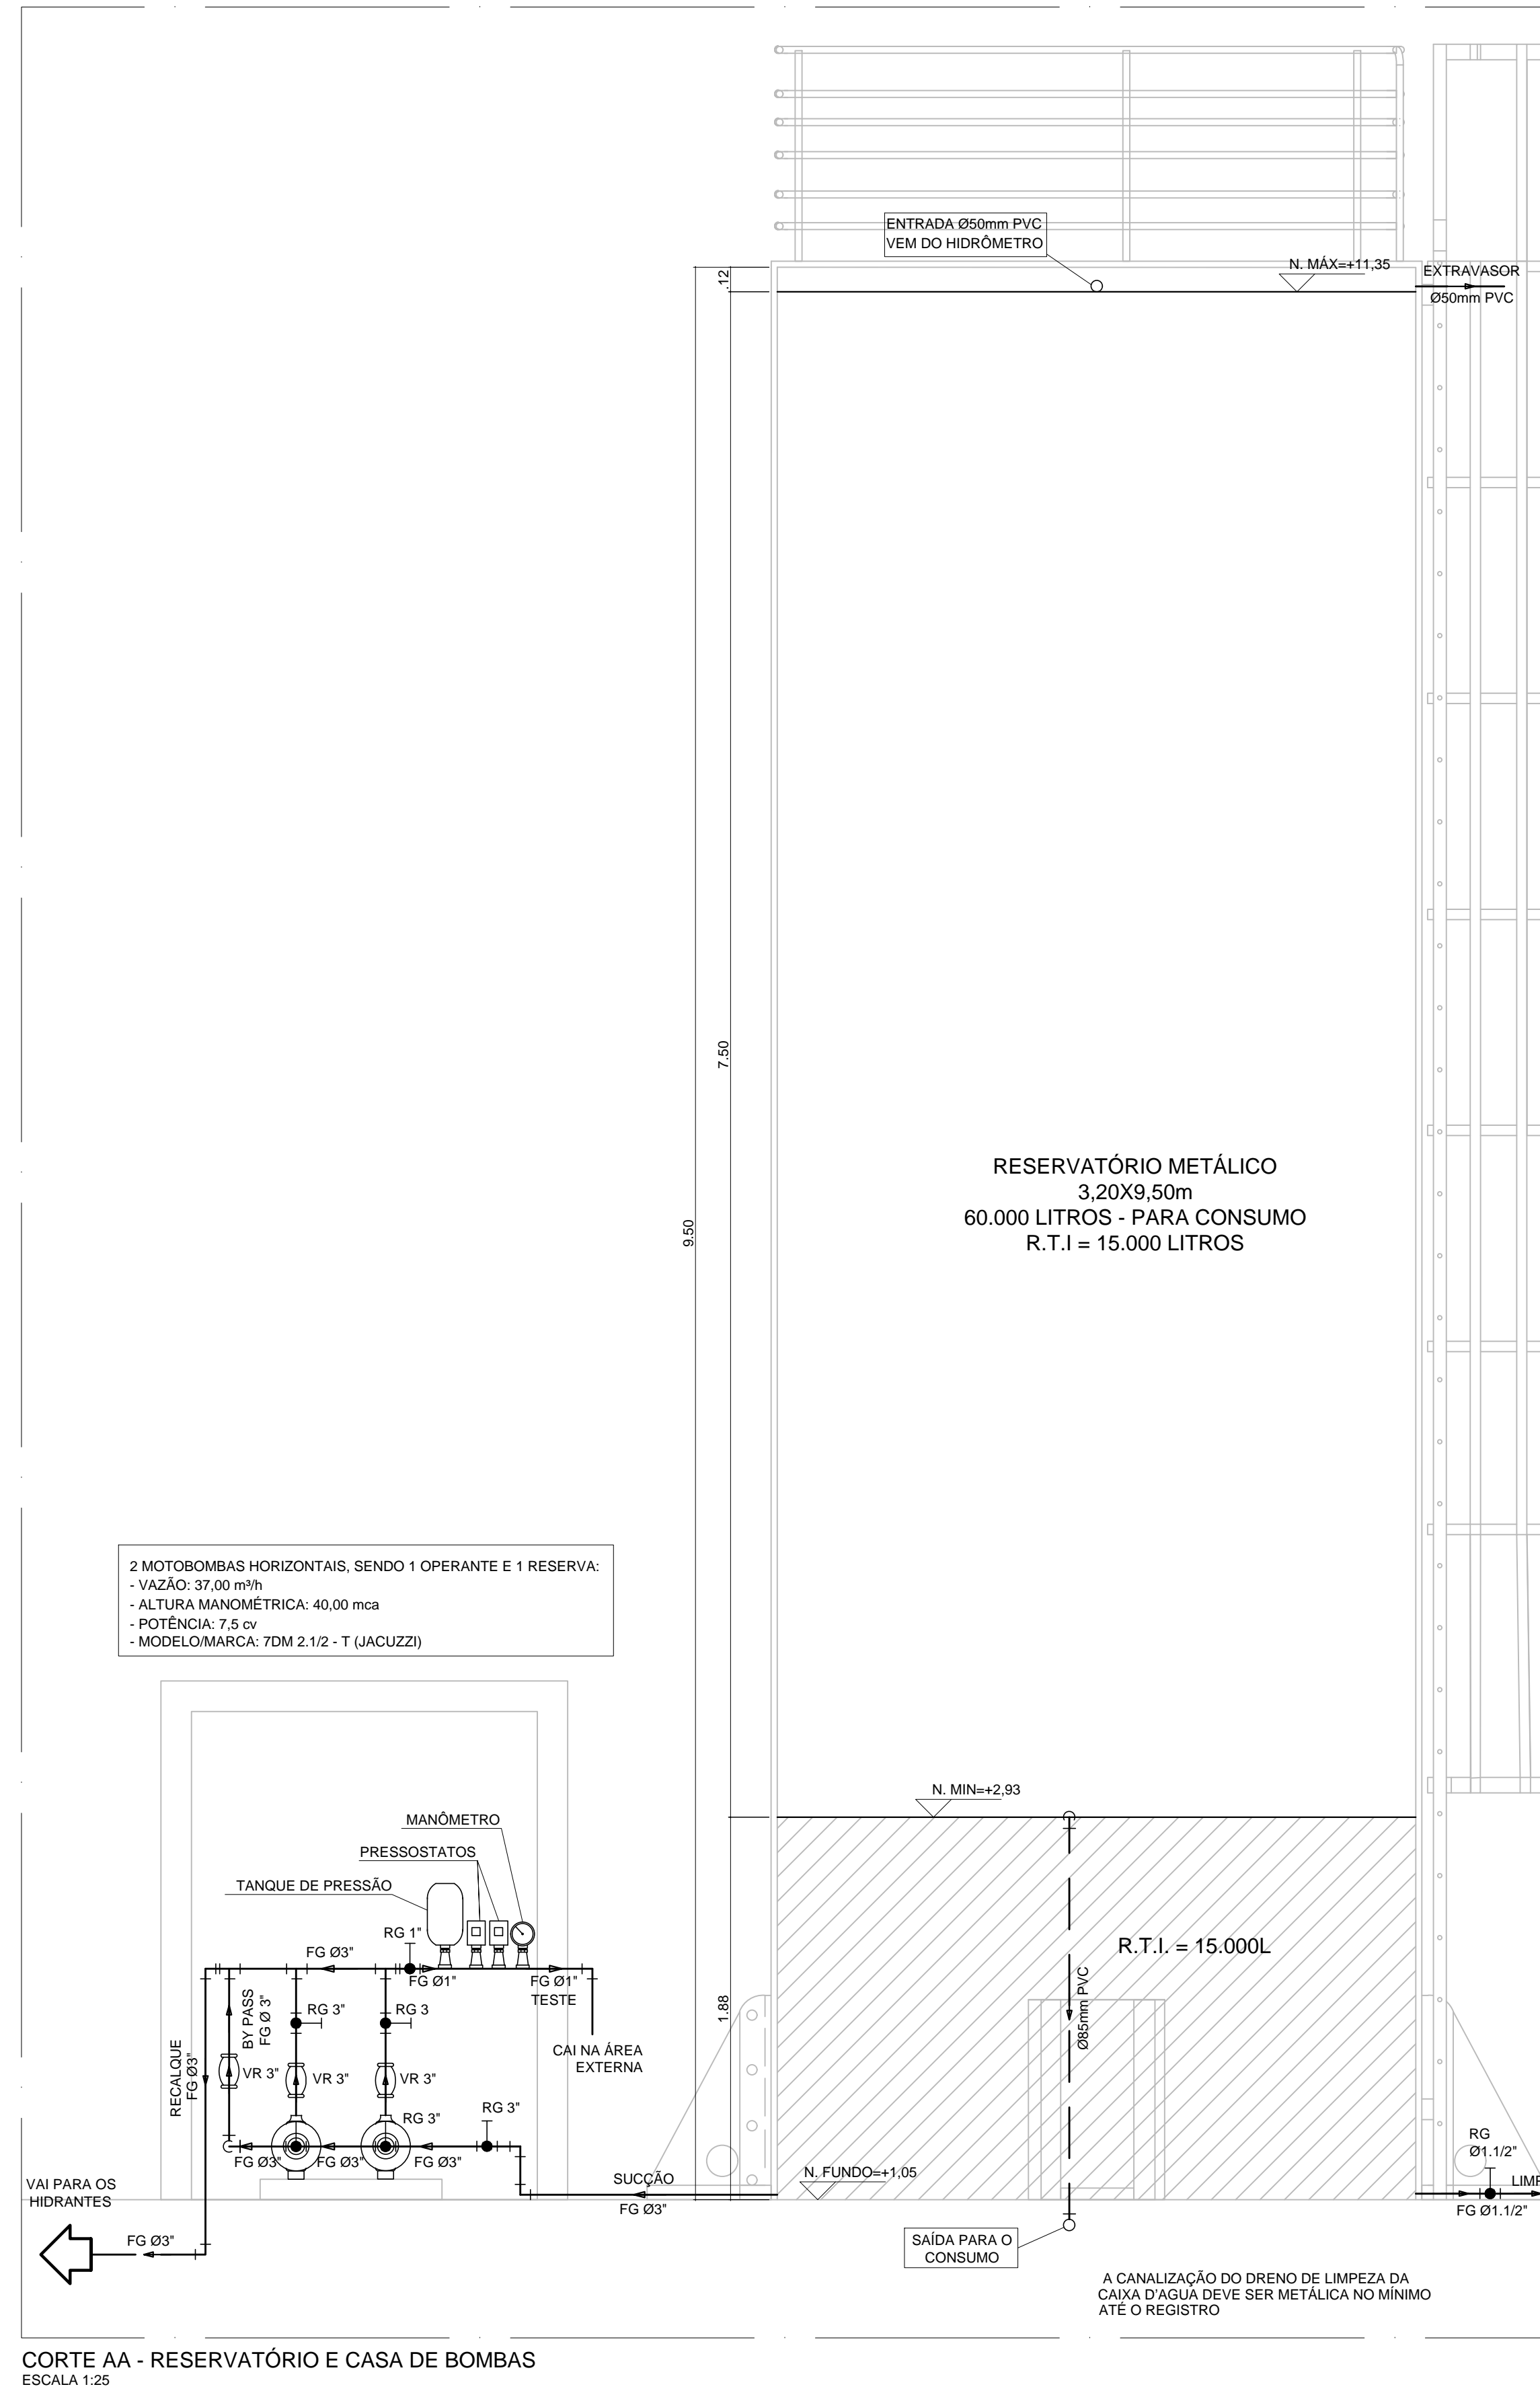 ENTRADA Ø50mm PVC
VEM DO HIDRÔMETRO
N. MÁX=+11,35
EXTRAVASOR
Ø50mm PVC
.12
7.50
9.50
RESERVATÓRIO METÁLICO
3,20X9,50m
60.000 LITROS - PARA CONSUMO
R.T.I = 15.000 LITROS
2 MOTOBOMBAS HORIZONTAIS, SENDO 1 OPERANTE E 1 RESERVA:
- VAZÃO: 37,00 m³/h
- ALTURA MANOMÉTRICA: 40,00 mca
- POTÊNCIA: 7,5 cv
- MODELO/MARCA: 7DM 2.1/2 - T (JACUZZI)
N. MIN=+2,93
MANÔMETRO
PRESSOSTATOS
TANQUE DE PRESSÃO
RG 1"
FG Ø3"
FG Ø1"
FG Ø1"
TESTE
R.T.I. = 15.000L
1.88
Ø85mm PVC
BY PASS
FG Ø 3"
RG 3"
RG 3
CAI NA ÁREA
EXTERNA
RECALQUE
FG Ø3"
VR 3"
VR 3"
VR 3"
RG 3"
RG 3"
FG Ø3"
FG Ø3"
FG Ø3"
SUCÇÃO
FG Ø3"
N. FUNDO=+1,05
RG
Ø1.1/2"
LIMP
FG Ø1.1/2"
VAI PARA OS
HIDRANTES
FG Ø3"
SAÍDA PARA O
CONSUMO
A CANALIZAÇÃO DO DRENO DE LIMPEZA DA
CAIXA D'AGUA DEVE SER METÁLICA NO MÍNIMO
ATÉ O REGISTRO
CORTE AA - RESERVATÓRIO E CASA DE BOMBAS
ESCALA 1:25